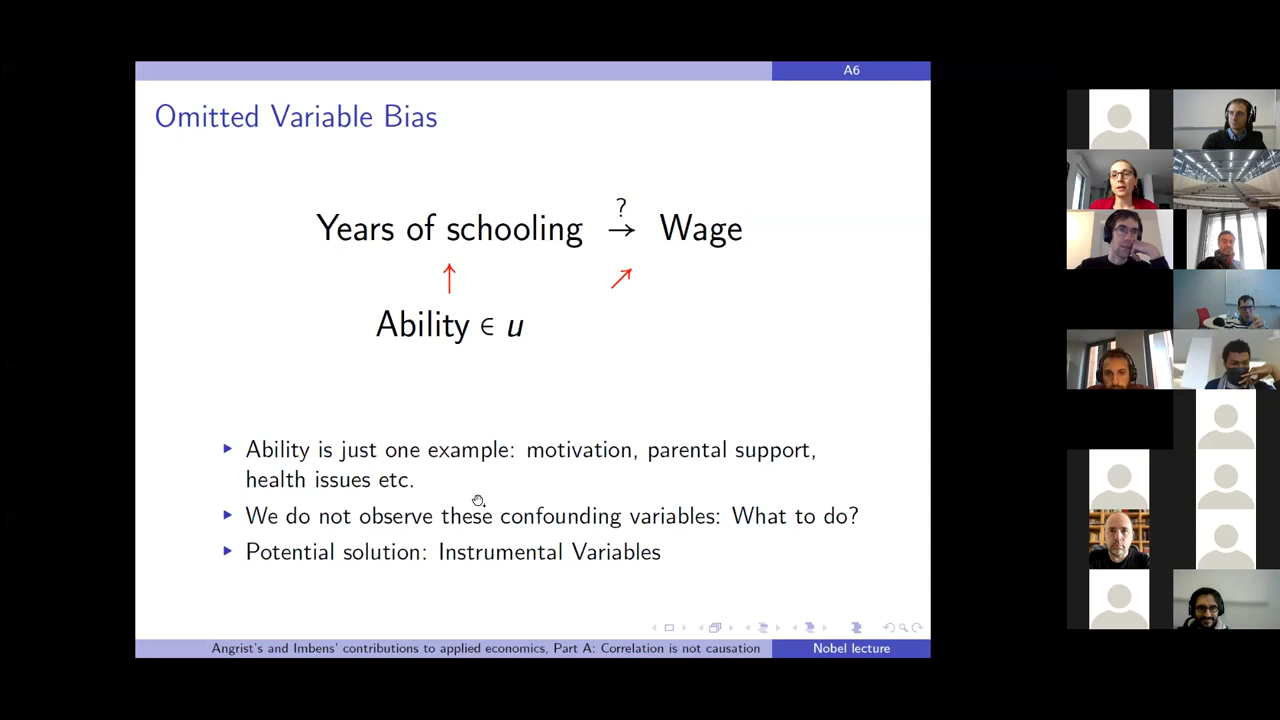 A6
Omitted Variable Bias
?
Years of schooling → Wage
↑ ↗
Ability ∈ u
Ability is just one example: motivation, parental support,
health issues etc.
We do not observe these confounding variables: What to do?
Potential solution: Instrumental Variables
Angrist's and Imbens' contributions to applied economics, Part A: Correlation is not causation
Nobel lecture